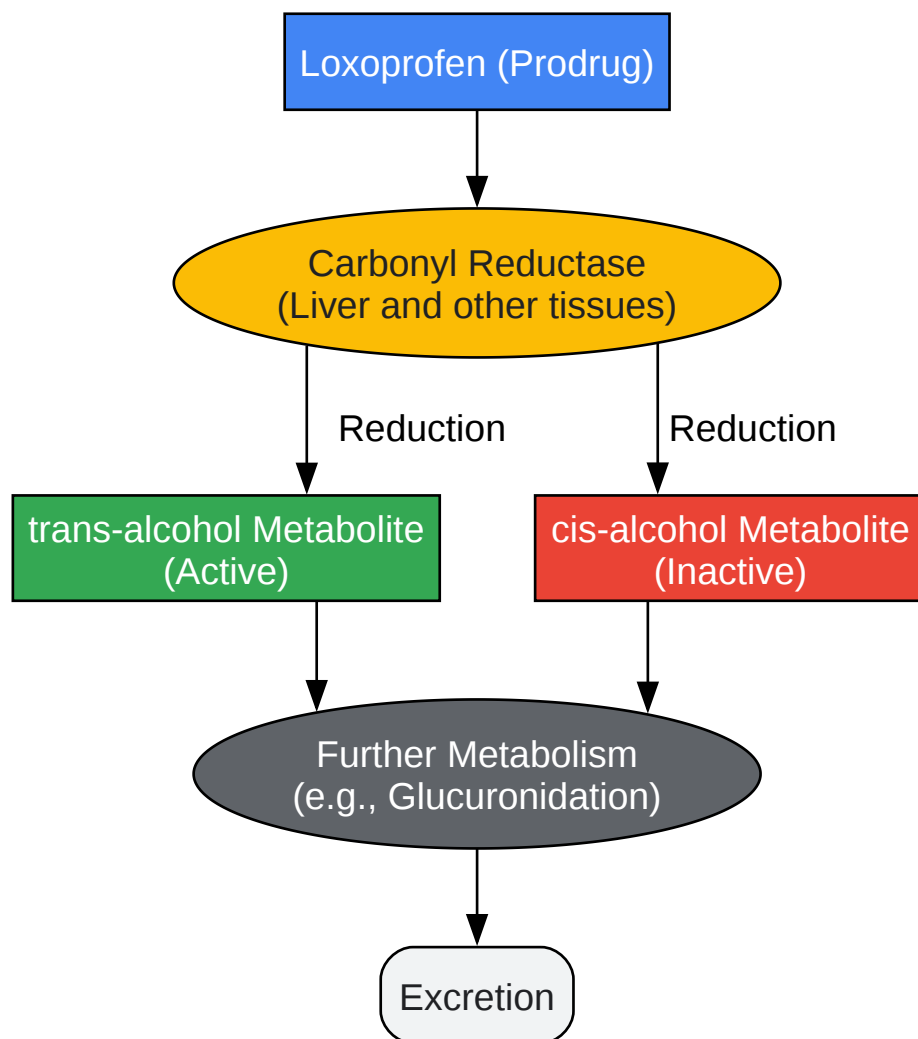 Loxoprofen (Prodrug)
Carbonyl Reductase
(Liver and other tissues)
Reduction
Reduction
trans-alcohol Metabolite
(Active)
cis-alcohol Metabolite
(Inactive)
Further Metabolism
(e.g., Glucuronidation)
Excretion